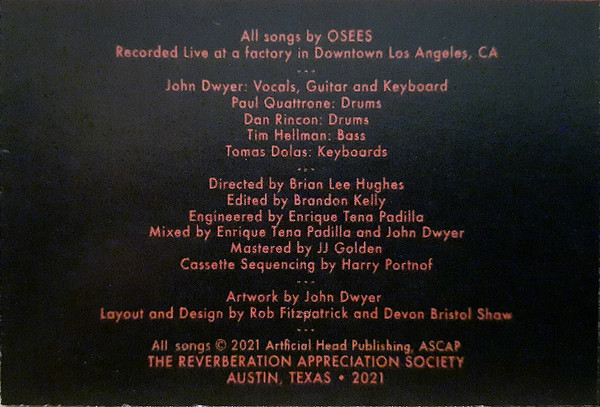 All songs by OSEES
Recorded Live at a factory in Downtown Los Angeles, CA
---
John Dwyer: Vocals, Guitar and Keyboard
Paul Quattrone: Drums
Dan Rincon: Drums
Tim Hellman: Bass
Tomas Dolas: Keyboards
---
Directed by Brian Lee Hughes
Edited by Brandon Kelly
Engineered by Enrique Tena Padilla
Mixed by Enrique Tena Padilla and John Dwyer
Mastered by JJ Golden
Cassette Sequencing by Harry Portnof
---
Artwork by John Dwyer
Layout and Design by Rob Fitzpatrick and Devon Bristol Shaw
---
All songs © 2021 Artficial Head Publishing, ASCAP
THE REVERBERATION APPRECIATION SOCIETY
AUSTIN, TEXAS • 2021